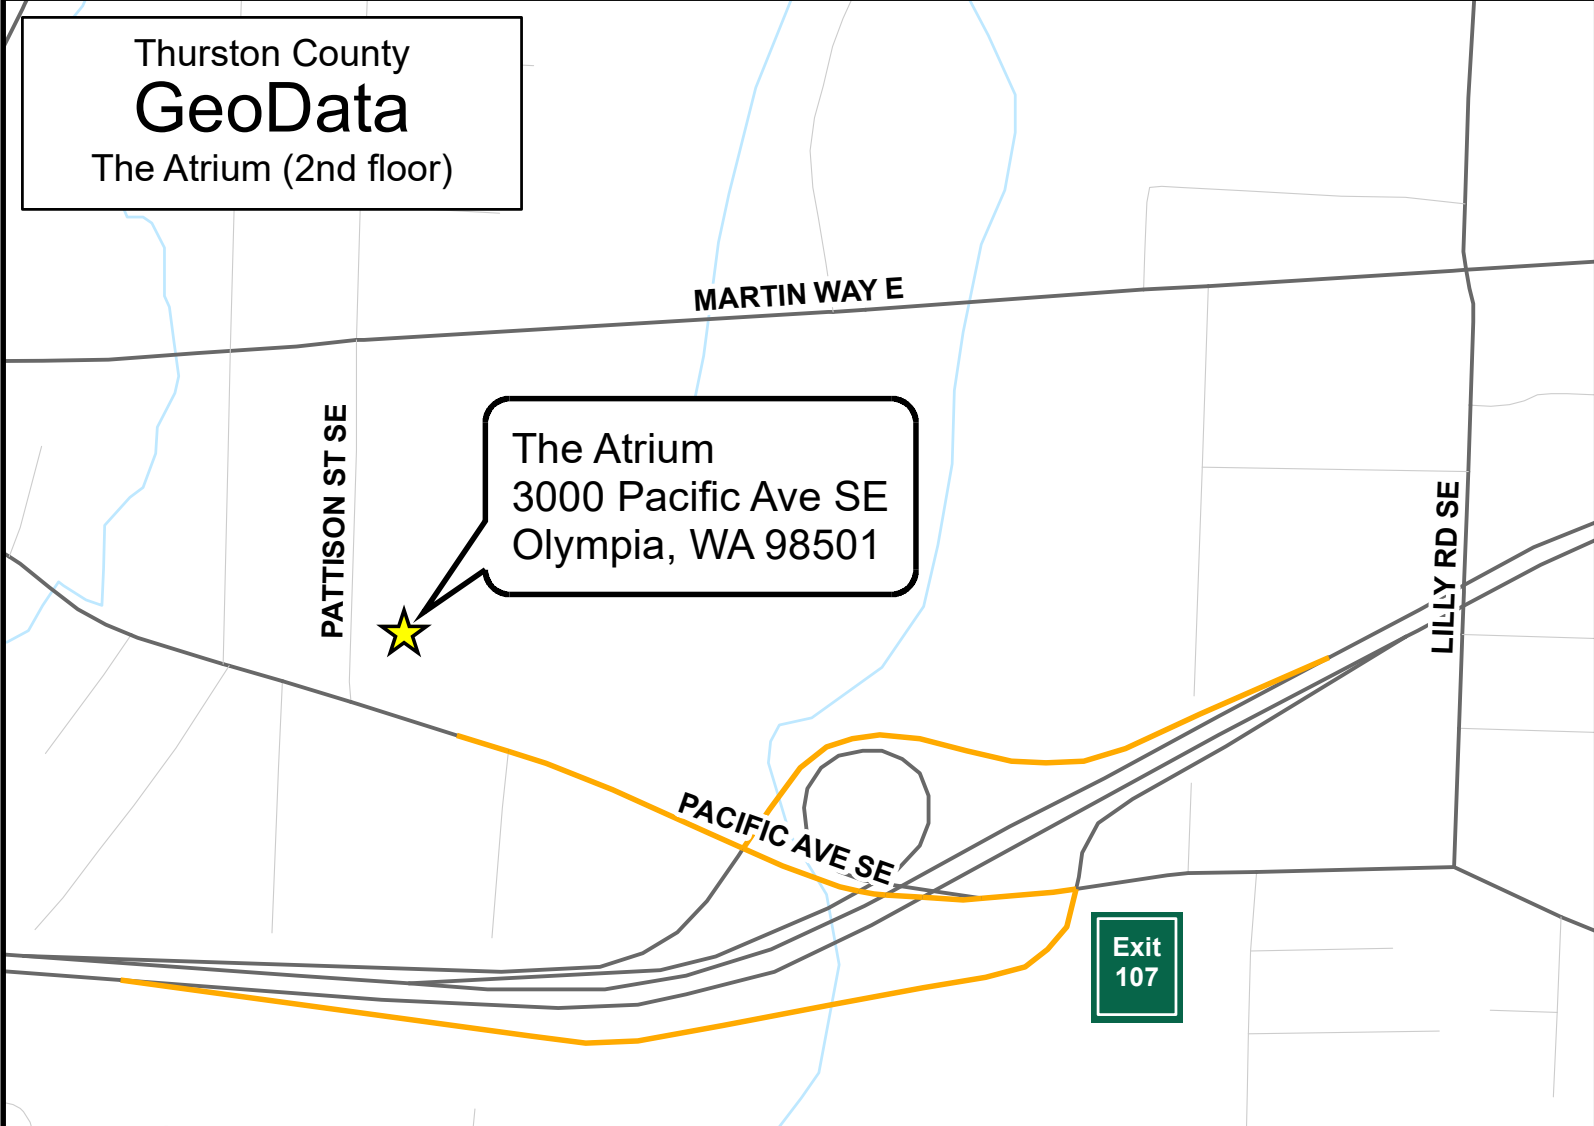 Thurston County
GeoData
The Atrium (2nd floor)
MARTIN WAY E
PATTISON ST SE
The Atrium
3000 Pacific Ave SE
Olympia, WA 98501
LILLY RD SE
PACIFIC AVE SE
Exit
107